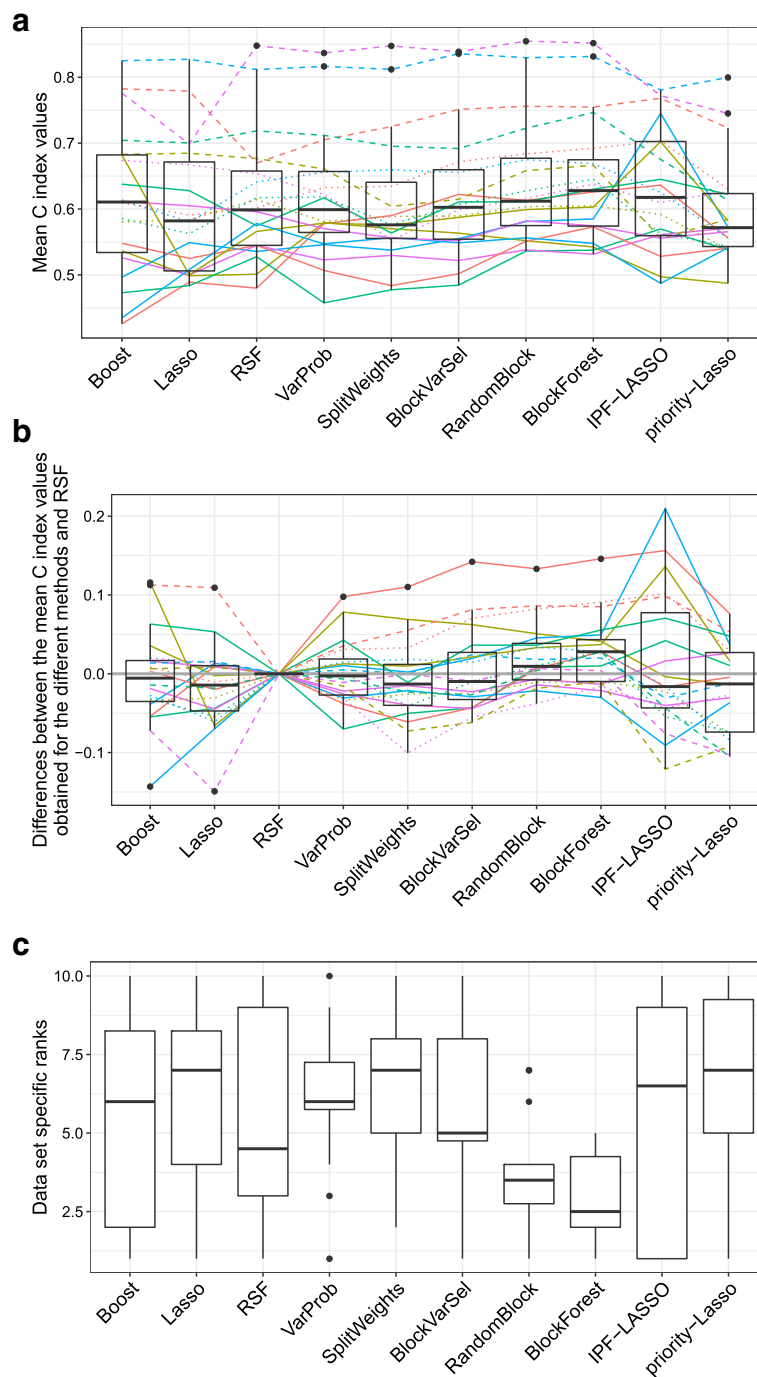 a
Mean C index values
0.8
0.7
0.6
0.5
Boost
Lasso
RSF
VarProb
SplitWeights
BlockVarSel
RandomBlock
BlockForest
IPF−LASSO
priority−Lasso
b
Differences between the mean C index values
obtained for the different methods and RSF
0.2
0.1
0.0
−0.1
Boost
Lasso
RSF
VarProb
SplitWeights
BlockVarSel
RandomBlock
BlockForest
IPF−LASSO
priority−Lasso
c
Data set specific ranks
10.0
7.5
5.0
2.5
Boost
Lasso
RSF
VarProb
SplitWeights
BlockVarSel
RandomBlock
BlockForest
IPF−LASSO
priority−Lasso